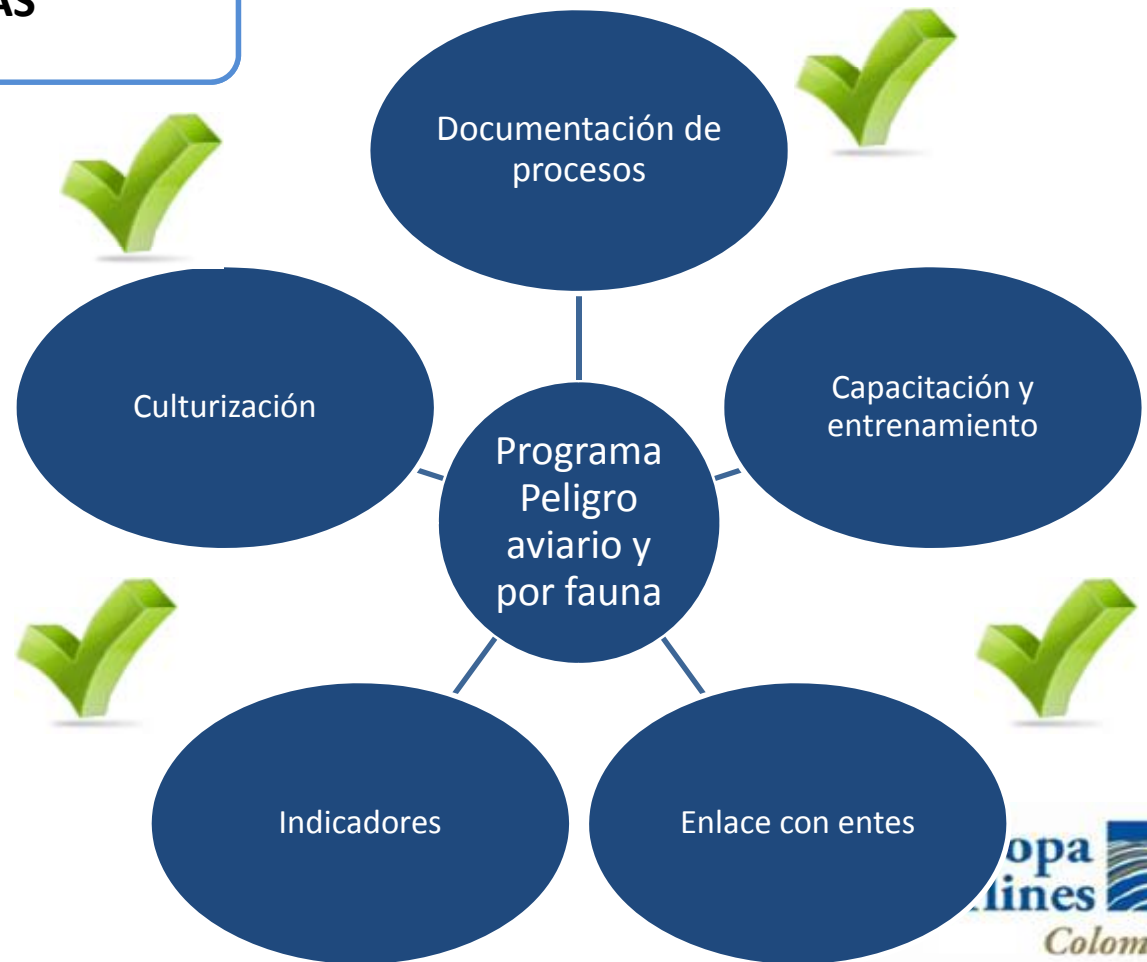 AS
Documentación de
procesos
Culturización
Capacitación y
entrenamiento
Programa
Peligro
aviario y
por fauna
Indicadores
Enlace con entes
opa
lines
Colom